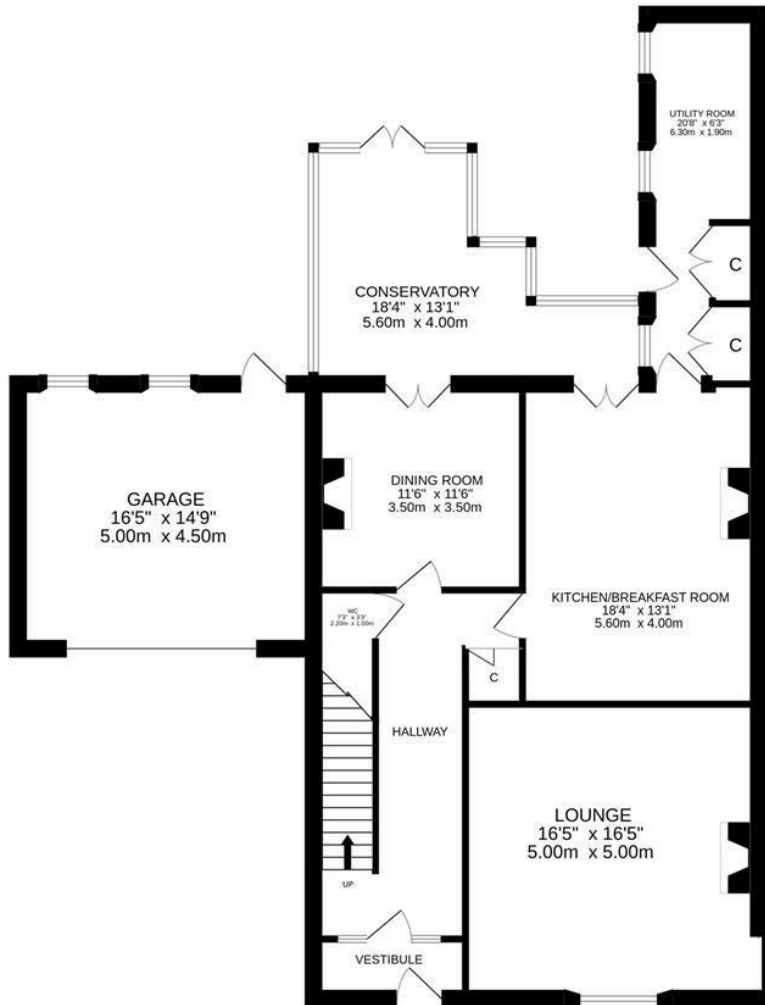 UTILITY ROOM
20'8" x 6'3"
6.30m x 1.90m
C
C
CONSERVATORY
18'4" x 13'1"
5.60m x 4.00m
GARAGE
16'5" x 14'9"
5.00m x 4.50m
DINING ROOM
11'6" x 11'6"
3.50m x 3.50m
KITCHEN/BREAKFAST ROOM
18'4" x 13'1"
5.60m x 4.00m
WC
7'3" x 3'3"
2.20m x 1.00m
C
HALLWAY
LOUNGE
16'5" x 16'5"
5.00m x 5.00m
UP
VESTIBULE